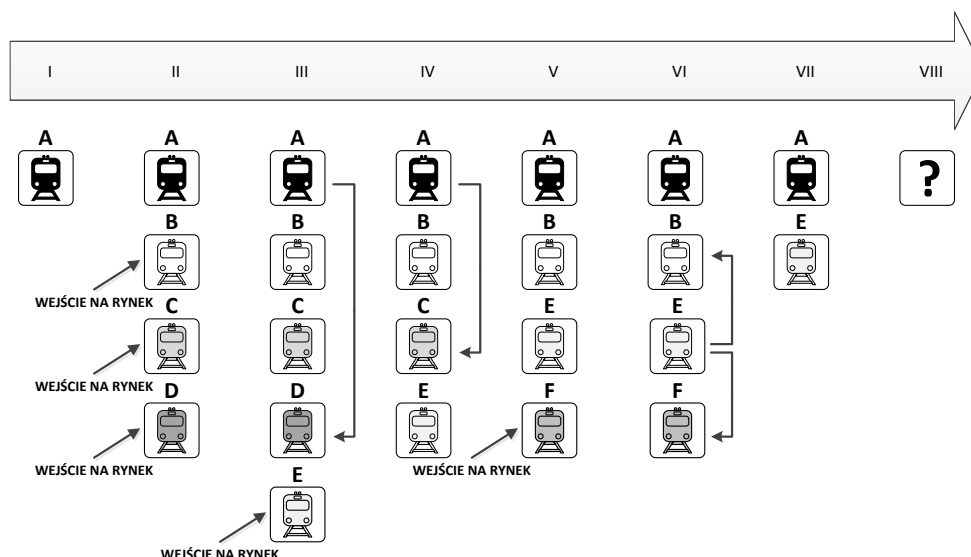 I II III IV V VI VII VIII
A A A A A A A
?
B B B B B B E
WEJŚCIE NA RYNEK
C C C E E
WEJŚCIE NA RYNEK
D D E F F
WEJŚCIE NA RYNEK WEJŚCIE NA RYNEK
E
WEJŚCIE NA RYNEK